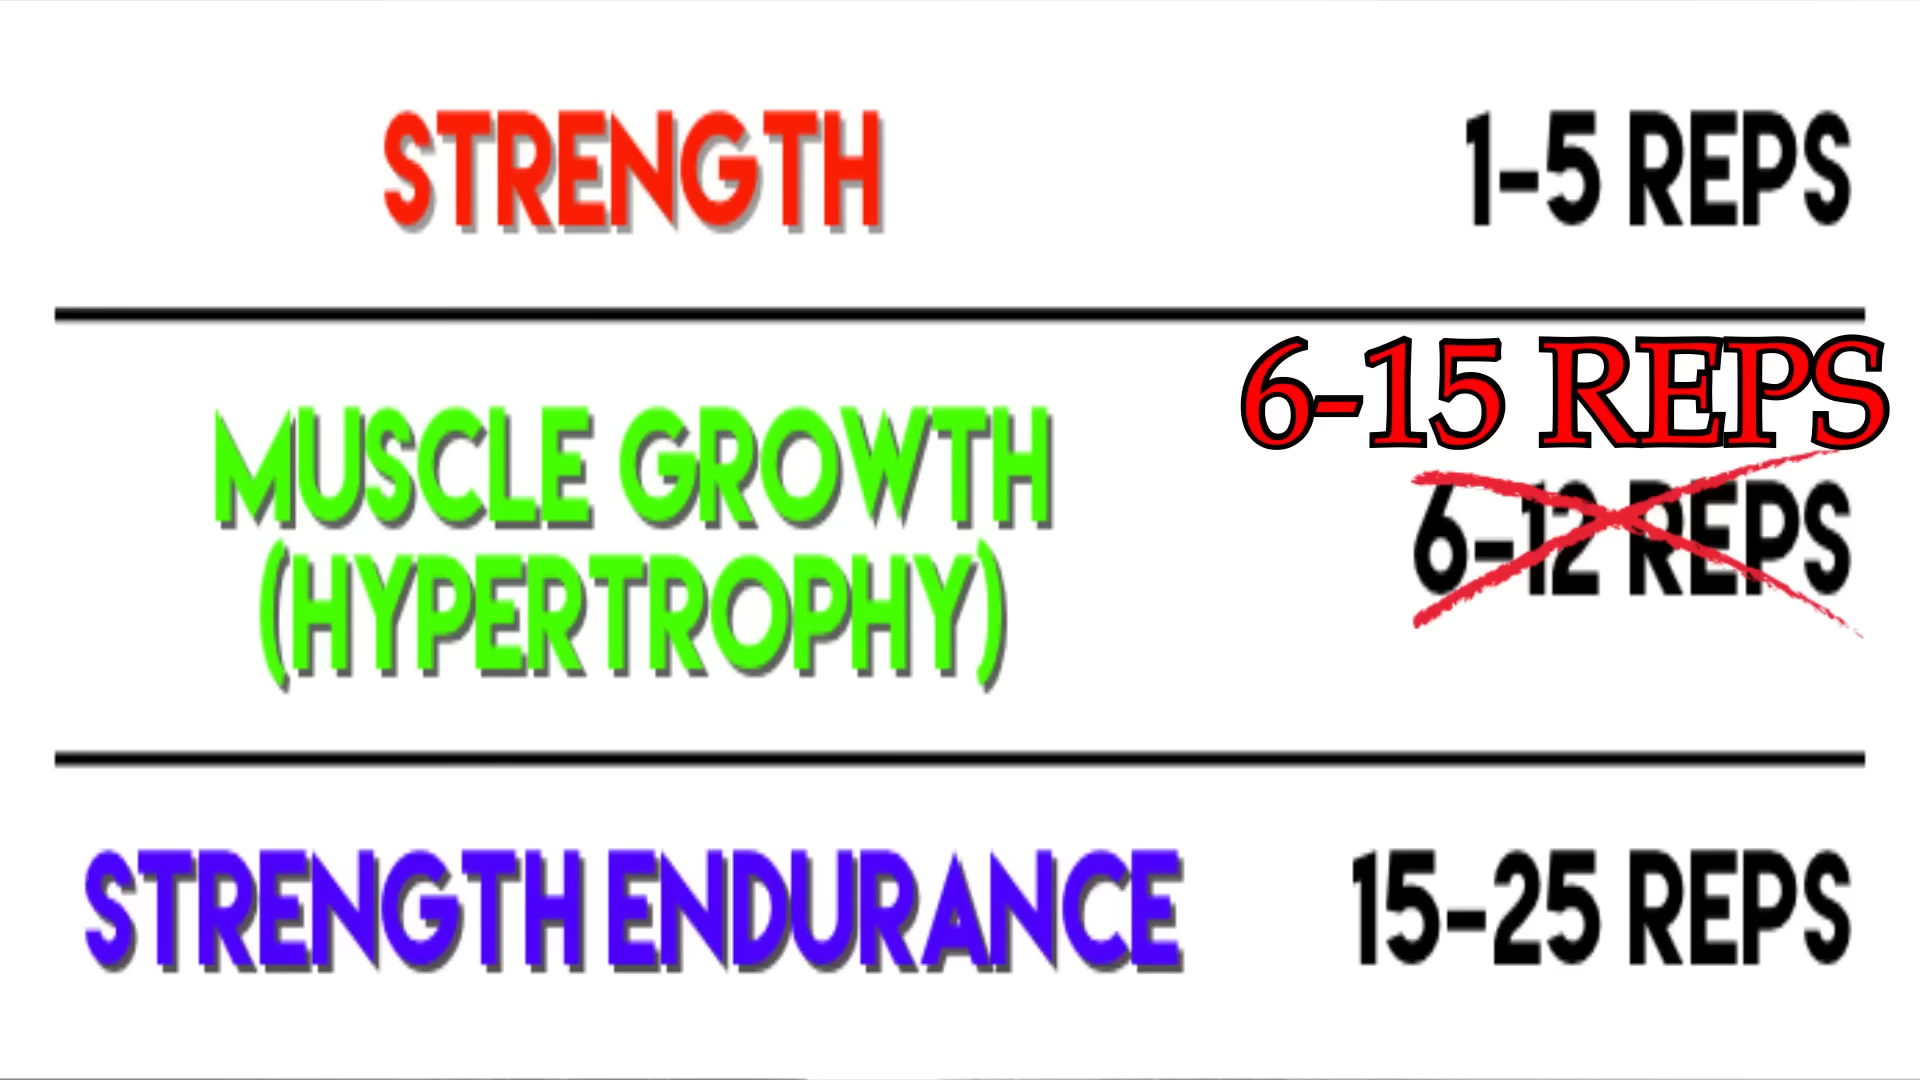 STRENGTH 1-5 REPS
6-15 REPS
MUSCLE GROWTH
(HYPERTROPHY) 6-12 REPS
STRENGTH ENDURANCE 15-25 REPS